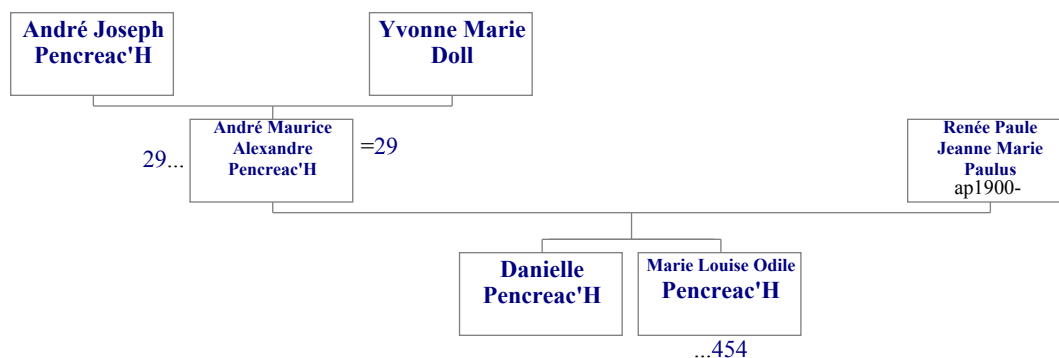 André Joseph
Pencreac'H
Yvonne Marie
Doll
29...
André Maurice
Alexandre
Pencreac'H
=29
Renée Paule
Jeanne Marie
Paulus
ap1900-
Danielle
Pencreac'H
Marie Louise Odile
Pencreac'H
...454